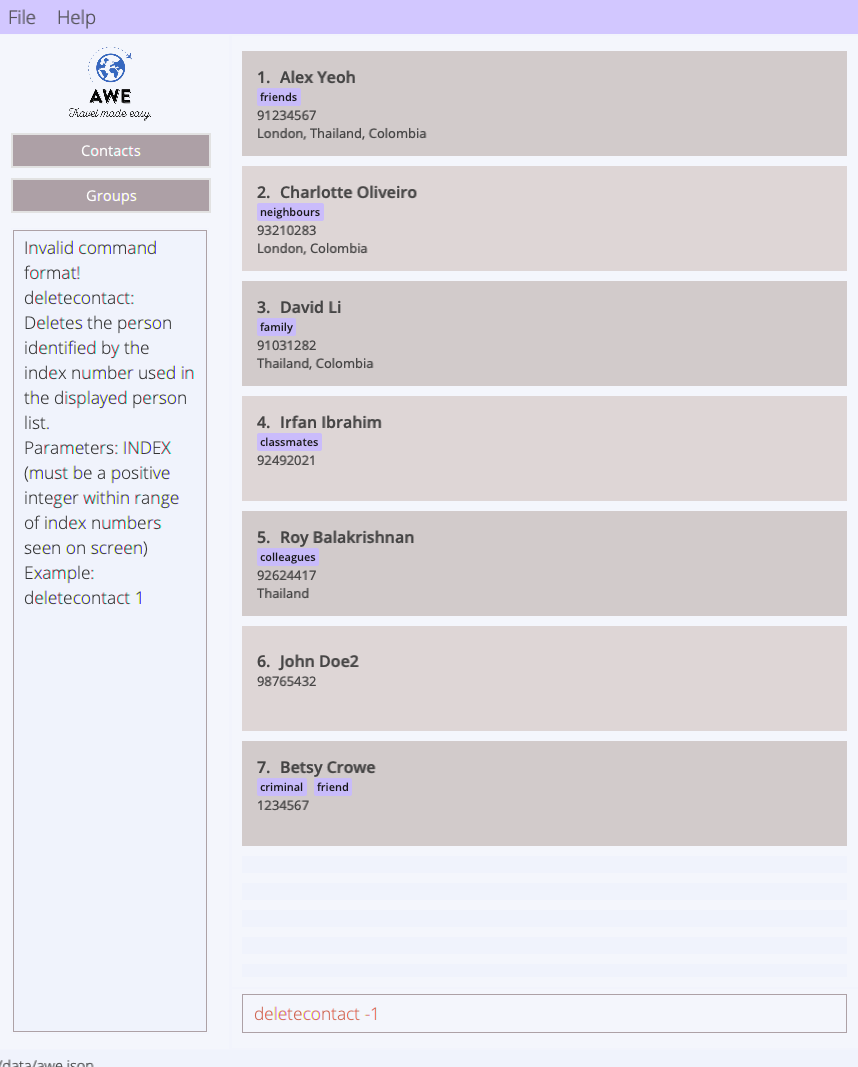 File Help
AWE
Travel made easy.
Contacts
Groups
Invalid command
format!
deletecontact:
Deletes the person
identified by the
index number used in
the displayed person
list.
Parameters: INDEX
(must be a positive
integer within range
of index numbers
seen on screen)
Example:
deletecontact 1
1. Alex Yeoh
friends
91234567
London, Thailand, Colombia
2. Charlotte Oliveiro
neighbours
93210283
London, Colombia
3. David Li
family
91031282
Thailand, Colombia
4. Irfan Ibrahim
classmates
92492021
5. Roy Balakrishnan
colleagues
92624417
Thailand
6. John Doe2
98765432
7. Betsy Crowe
criminal friend
1234567
deletecontact -1
/data/awe.json